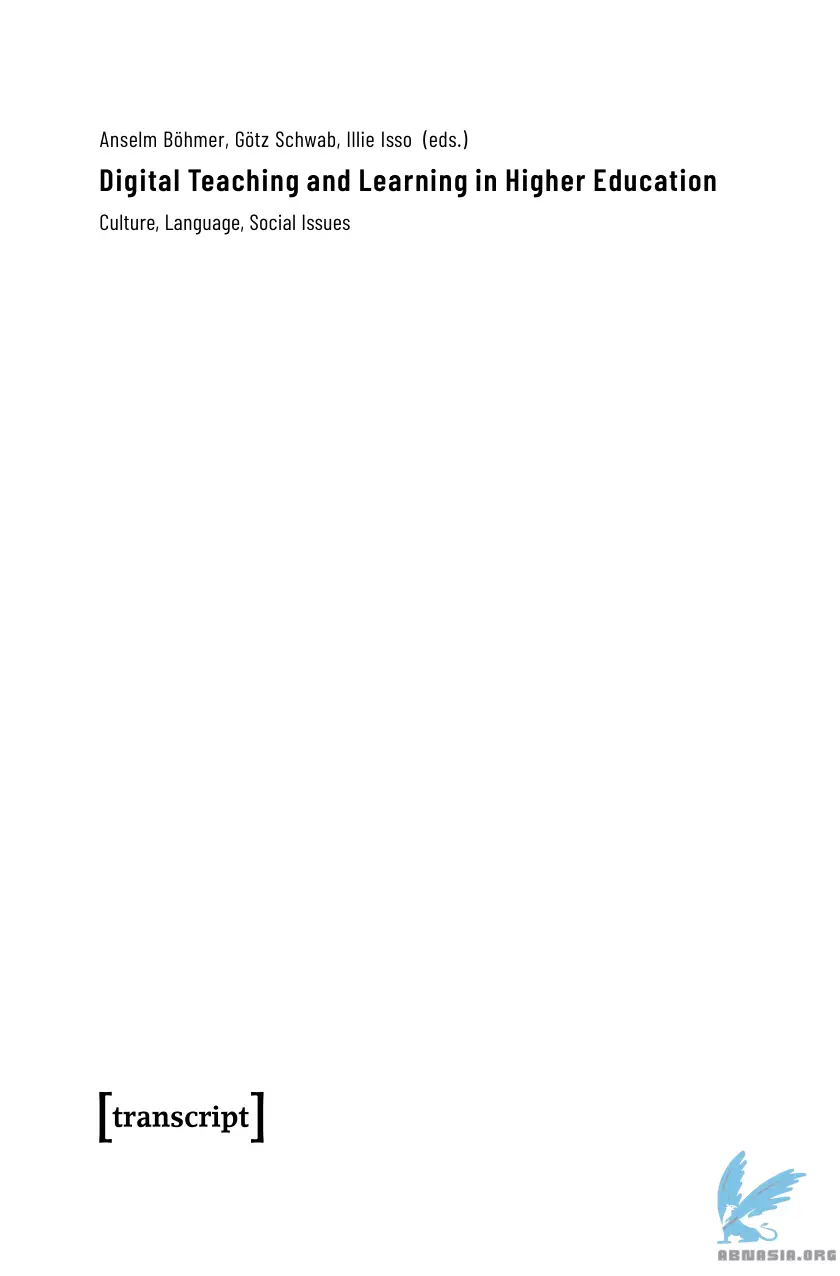 Anselm Böhmer, Götz Schwab, Illie Isso (eds.)
Digital Teaching and Learning in Higher Education
Culture, Language, Social Issues
[transcript]
ABNASIA.ORG